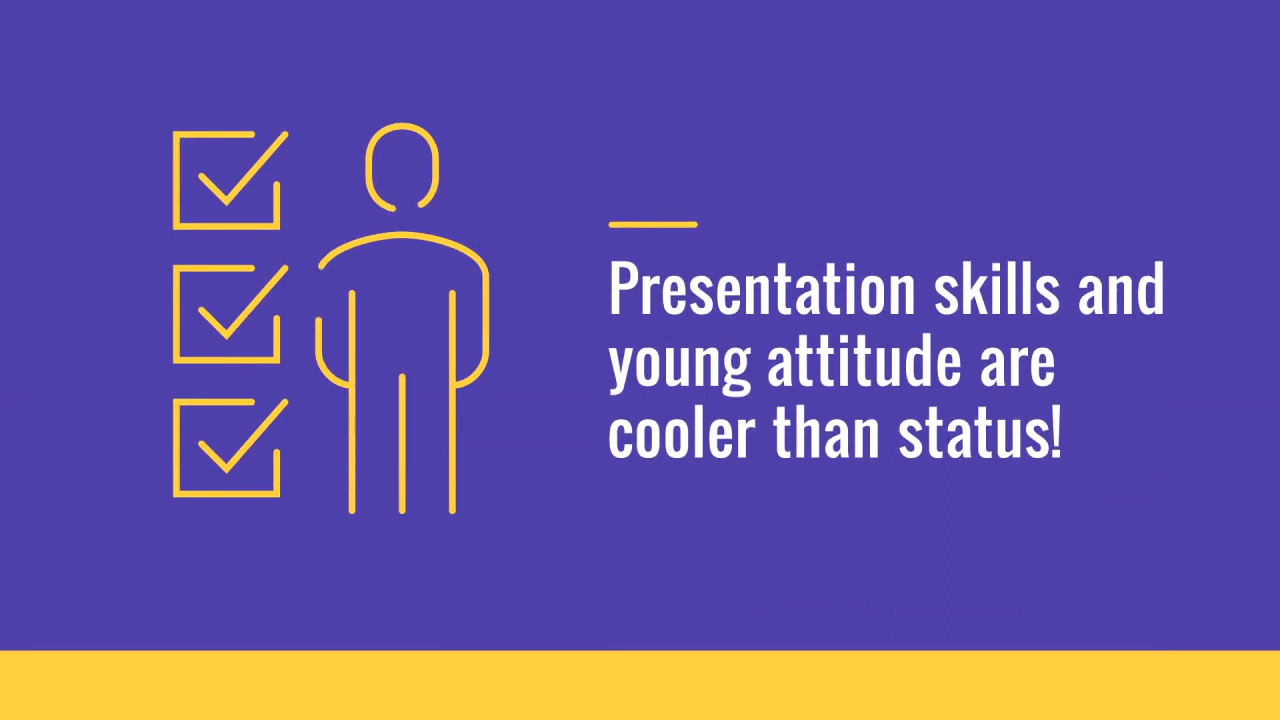 Presentation skills and
young attitude are
cooler than status!